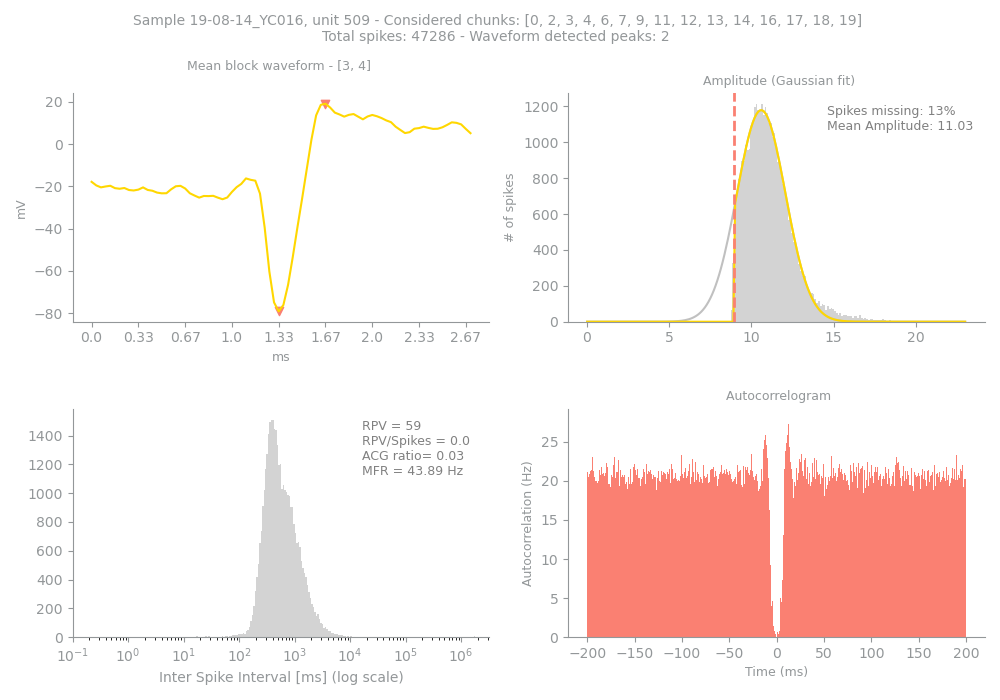 Sample 19-08-14_YC016, unit 509 - Considered chunks: [0, 2, 3, 4, 6, 7, 9, 11, 12, 13, 14, 16, 17, 18, 19]
Total spikes: 47286 - Waveform detected peaks: 2
Mean block waveform - [3, 4]
20
0
−20
−40
−60
−80
mV
0.0 0.33 0.67 1.0 1.33 1.67 2.0 2.33 2.67
ms
Amplitude (Gaussian fit)
Spikes missing: 13%
Mean Amplitude: 11.03
1200
1000
800
600
400
200
0
# of spikes
0 5 10 15 20
RPV = 59
RPV/Spikes = 0.0
ACG ratio= 0.03
MFR = 43.89 Hz
1400
1200
1000
800
600
400
200
0
10⁻¹ 10⁰ 10¹ 10² 10³ 10⁴ 10⁵ 10⁶
Inter Spike Interval [ms] (log scale)
Autocorrelogram
25
20
15
10
5
0
Autocorrelation (Hz)
−200 −150 −100 −50 0 50 100 150 200
Time (ms)